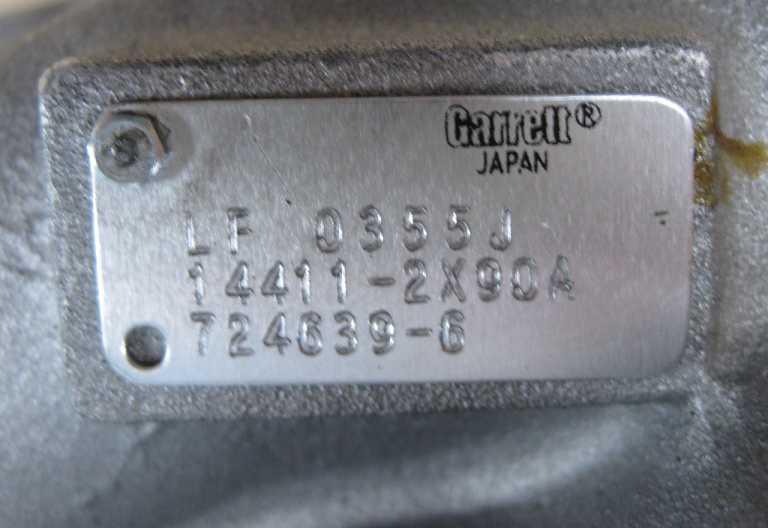 Garrett®
JAPAN
LF 0355J
14411-2X90A
724639-6